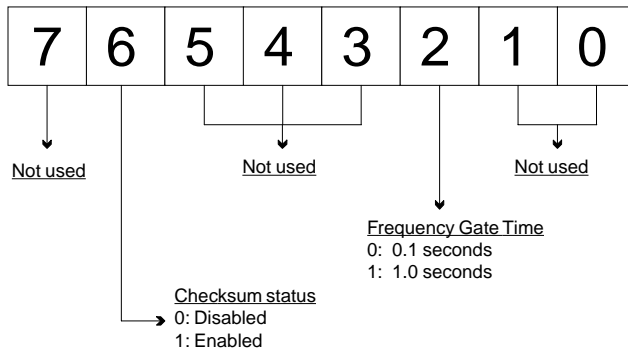 7 6 5 4 3 2 1 0
Not used
Not used
Not used
Frequency Gate Time
0: 0.1 seconds
1: 1.0 seconds
Checksum status
0: Disabled
1: Enabled